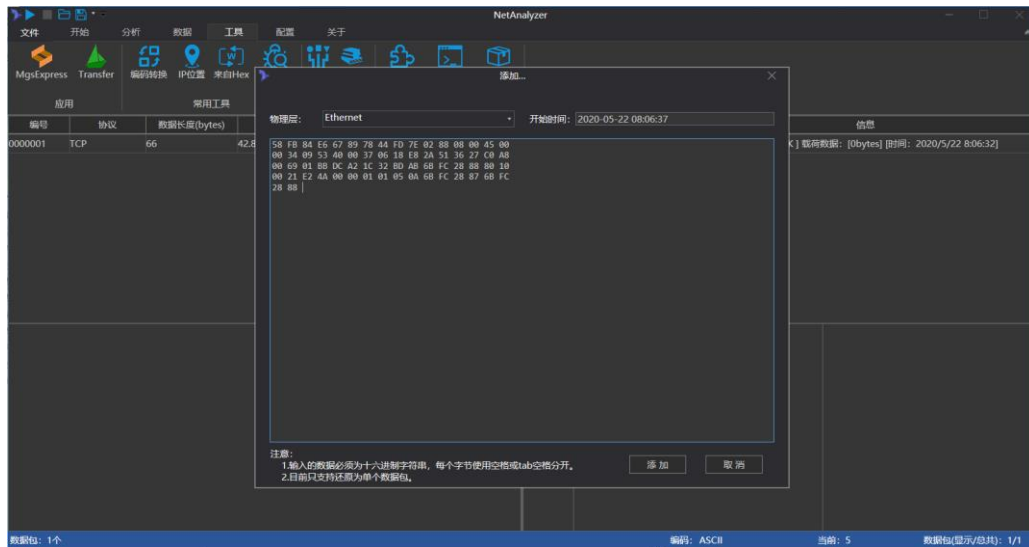 NetAnalyzer
文件 开始 分析 数据 工具 配置 关于
MgsExpress Transfer 编码转换 IP位置 来自Hex
应用 常用工具
添加...
编号 协议 数据长度(bytes) 信息
0000001 TCP 66 42.8
载荷数据: [0bytes] [时间: 2020/5/22 8:06:32]
物理层: Ethernet 开始时间: 2020-05-22 08:06:37
58 FB 84 E6 67 89 78 44 FD 7E 02 88 08 00 45 00
00 34 09 53 40 00 37 06 18 E8 2A 51 36 27 C0 A8
00 69 01 BB DC A2 1C 32 BD AB 6B FC 28 88 80 10
00 21 E2 4A 00 00 01 01 05 0A 6B FC 28 87 6B FC
28 88
注意:
1.输入的数据必须为十六进制字符串，每个字节使用空格或tab空格分开。
2.目前只支持还原为单个数据包。
添加 取消
数据包: 1个 编码: ASCII 当前: 5 数据包(显示/总共): 1/1